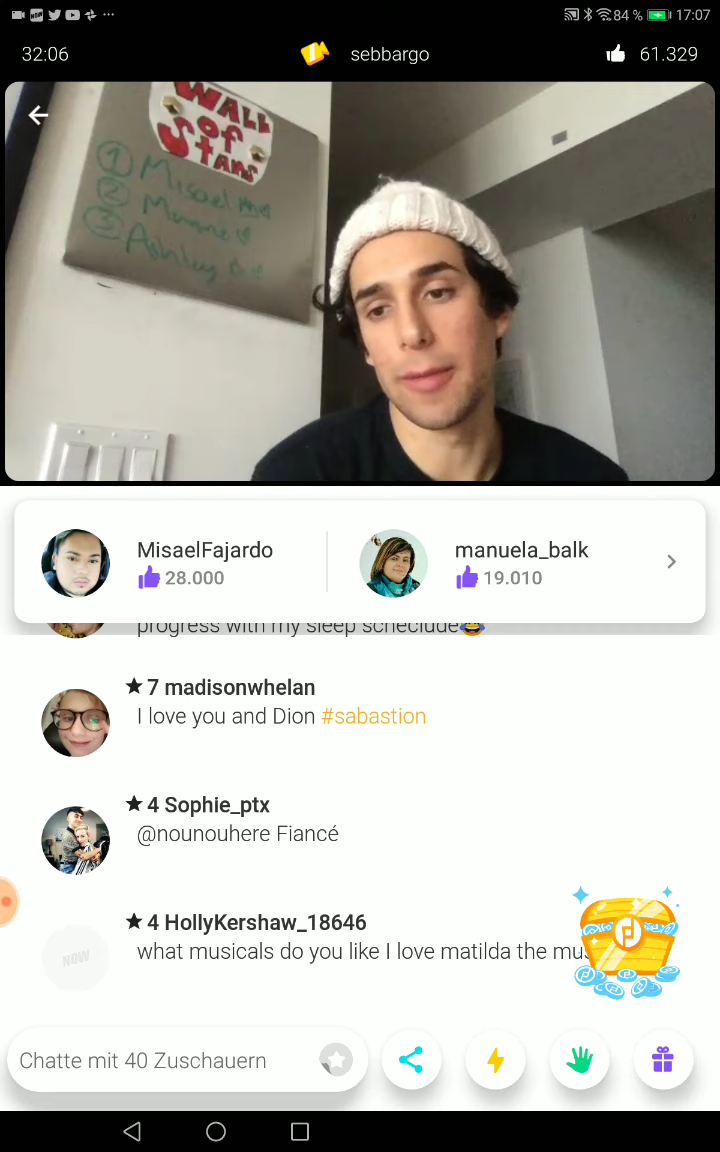 84 % 17:07
32:06 sebbargo 61.329
WALL
OF
STARS
1 Misael
2
3 Ashley
MisaelFajardo manuela_balk
28.000 19.010
progress with my sleep scheclude😂
★ 7 madisonwhelan
I love you and Dion #sabastion
★ 4 Sophie_ptx
@nounouhere Fiancé
★ 4 HollyKershaw_18646
NOW
what musicals do you like I love matilda the mus
Chatte mit 40 Zuschauern